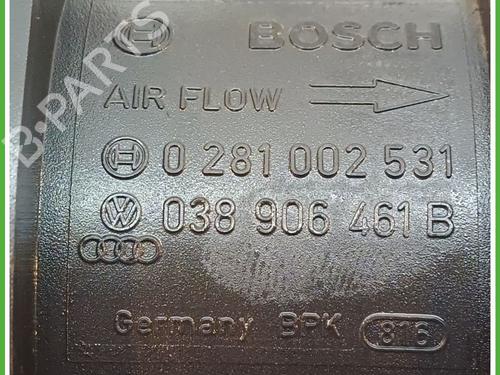 BOSCH
AIR FLOW
0 281 002 531
038 906 461 B
Germany BPK 816
B-PARTS